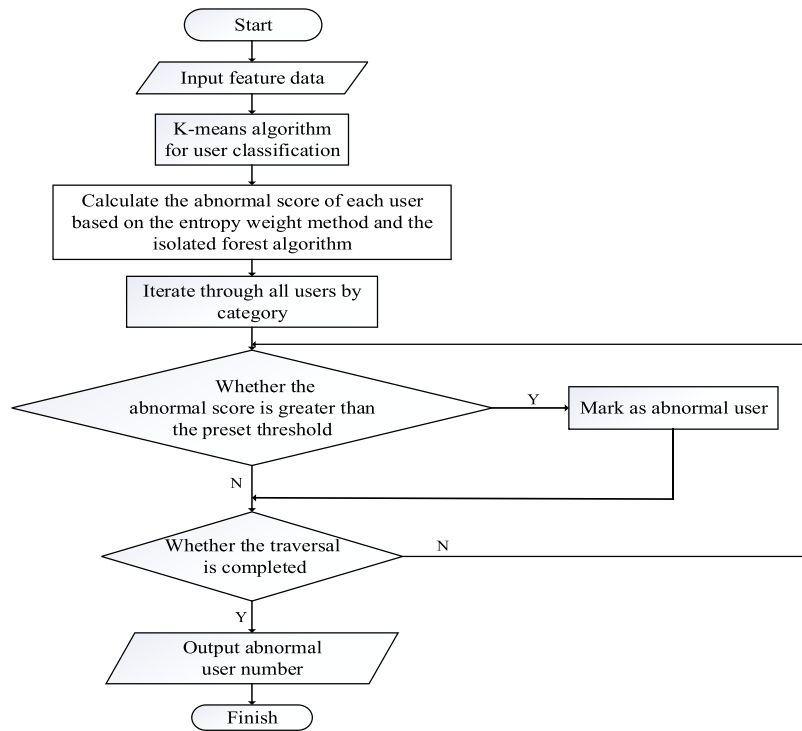 Start
Input feature data
K-means algorithm
for user classification
Calculate the abnormal score of each user
based on the entropy weight method and the
isolated forest algorithm
Iterate through all users by
category
Whether the
abnormal score is greater than
the preset threshold
Y
Mark as abnormal user
N
Whether the traversal
is completed
N
Y
Output abnormal
user number
Finish